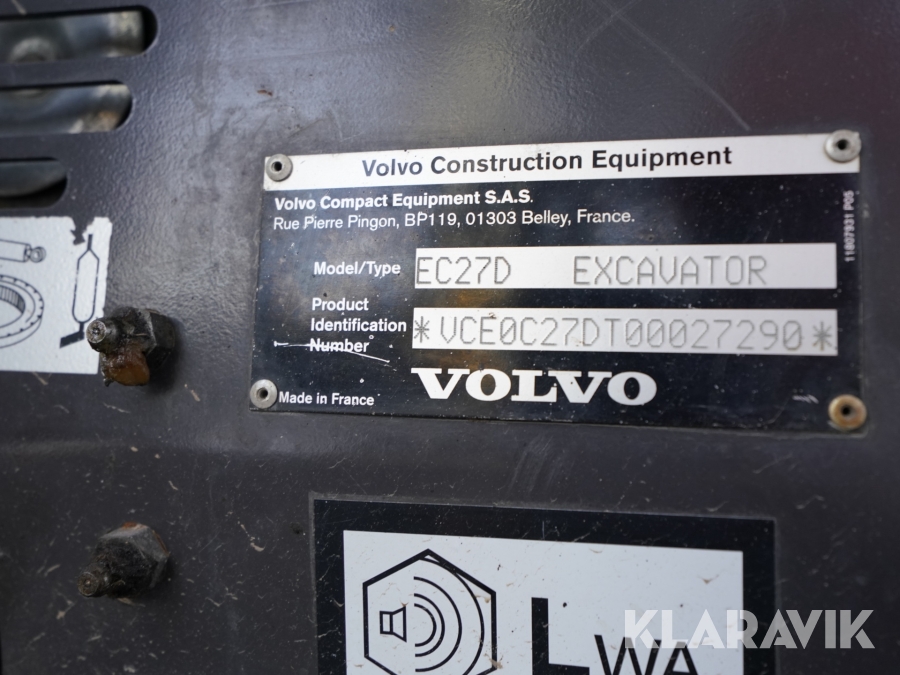 Volvo Construction Equipment
Volvo Compact Equipment S.A.S.
Rue Pierre Pingon, BP119, 01303 Belley, France.
Model/Type EC27D EXCAVATOR
Product
Identification
Number *VCE0C27DT00027290*
VOLVO
Made in France
11807931 P05
LWA
KLARAVIK